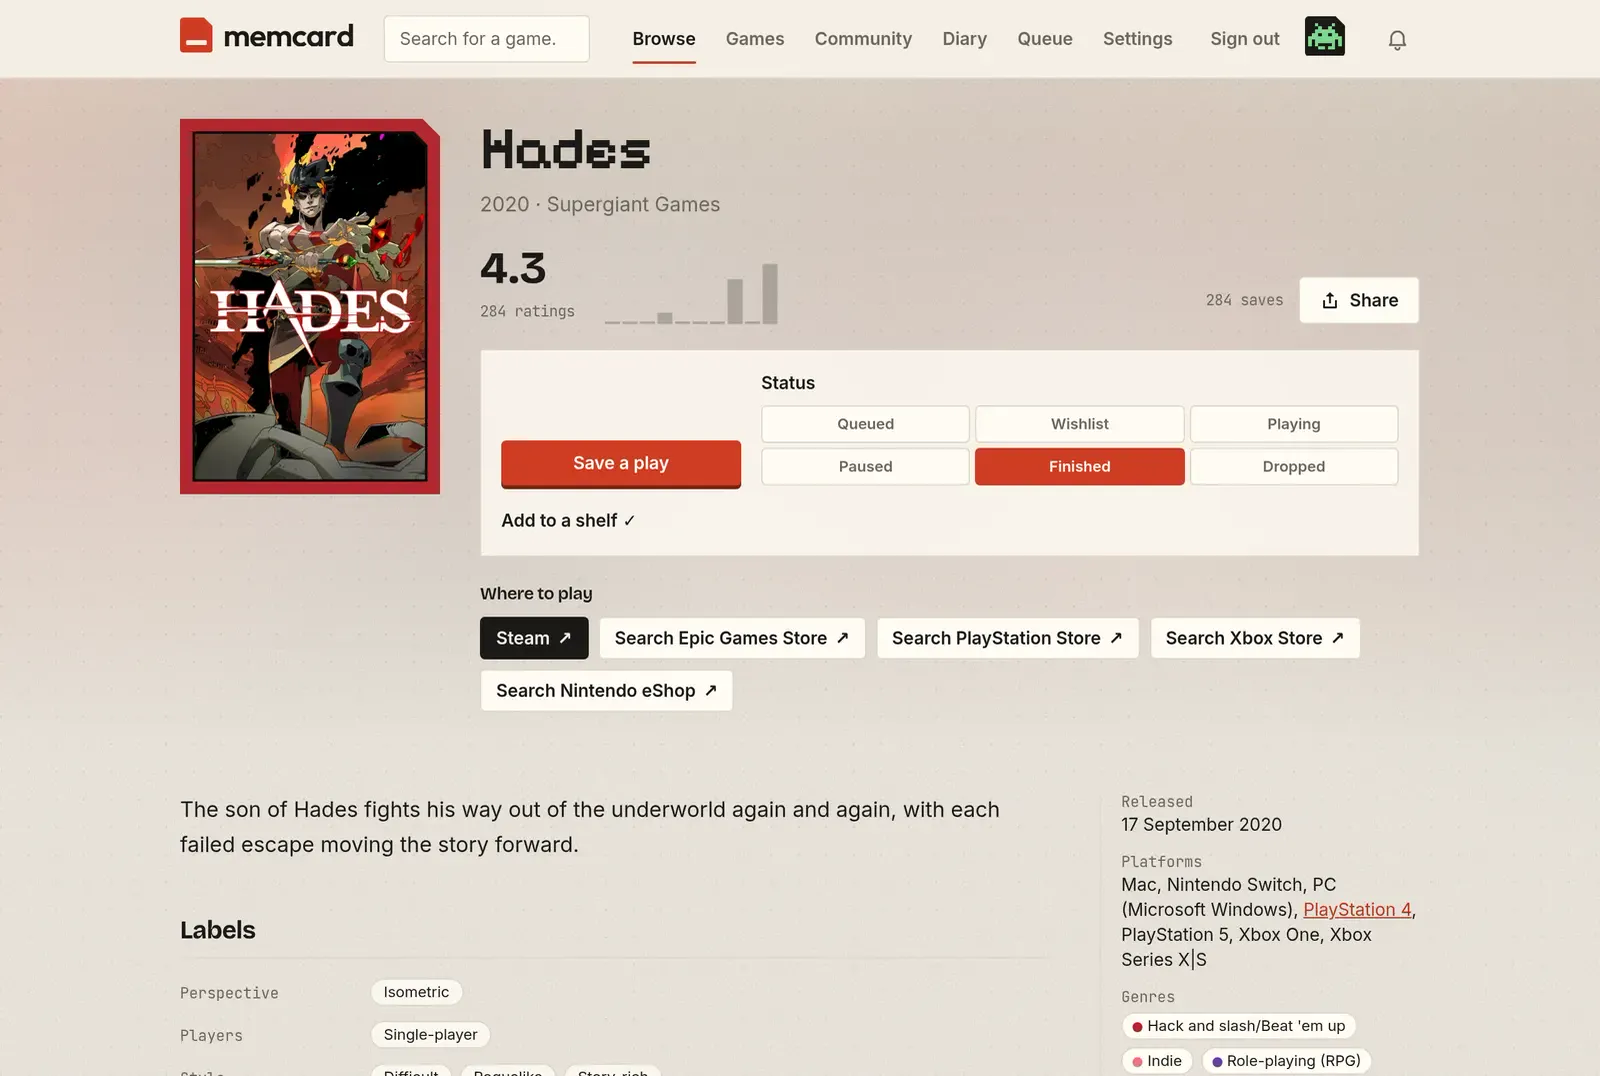 memcard
Search for a game.
Browse
Games
Community
Diary
Queue
Settings
Sign out
HADES
Hades
2020 · Supergiant Games
4.3
284 ratings
284 saves
Share
Save a play
Add to a shelf ✓
Status
Queued
Wishlist
Playing
Paused
Finished
Dropped
Where to play
Steam ↗
Search Epic Games Store ↗
Search PlayStation Store ↗
Search Xbox Store ↗
Search Nintendo eShop ↗
The son of Hades fights his way out of the underworld again and again, with each
failed escape moving the story forward.
Labels
Perspective
Isometric
Players
Single-player
Style
Difficult
Roguelike
Story-rich
Released
17 September 2020
Platforms
Mac, Nintendo Switch, PC
(Microsoft Windows), PlayStation 4,
PlayStation 5, Xbox One, Xbox
Series X|S
Genres
Hack and slash/Beat 'em up
Indie
Role-playing (RPG)